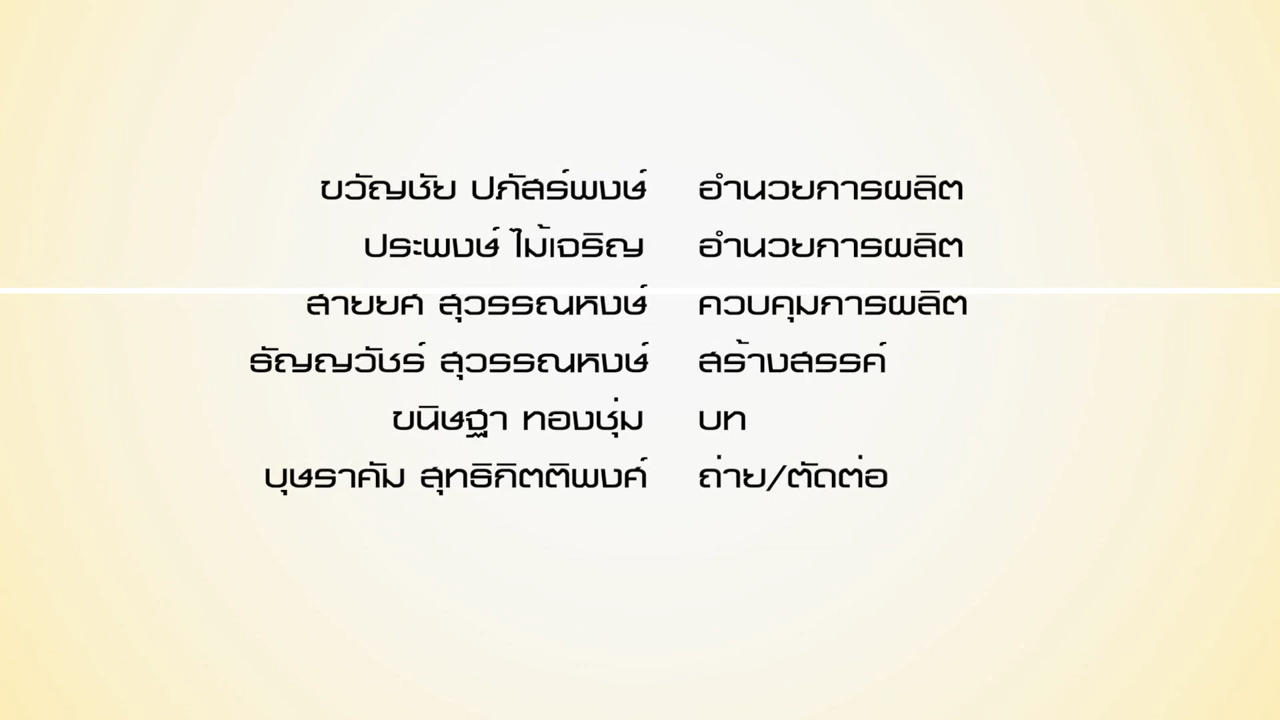 ขวัญชัย ปภัสร์พงษ์ อำนวยการผลิต
ประพงษ์ ไม้เจริญ อำนวยการผลิต
สายยศ สุวรรณหงษ์ ควบคุมการผลิต
ธัญญวัชร์ สุวรรณหงษ์ สร้างสรรค์
ขนิษฐา ทองชุ่ม บท
บุษราคัม สุทธิกิตติพงศ์ ถ่าย/ตัดต่อ